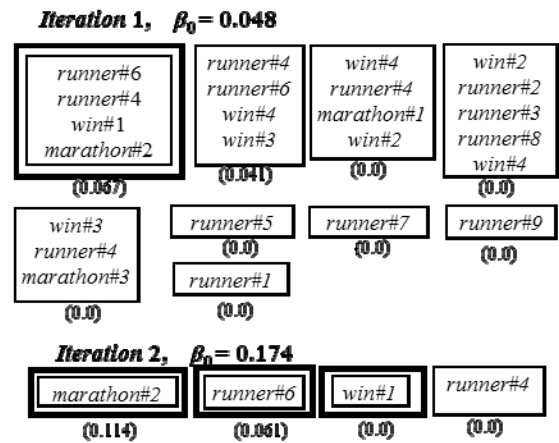 Iteration 1, β₀ = 0.048
runner#6
runner#4
win#1
marathon#2
(0.067)
runner#4
runner#6
win#4
win#3
(0.041)
win#4
runner#4
marathon#1
win#2
(0.0)
win#2
runner#2
runner#3
runner#8
win#4
(0.0)
win#3
runner#4
marathon#3
(0.0)
runner#5
(0.0)
runner#7
(0.0)
runner#9
(0.0)
runner#1
(0.0)
Iteration 2, β₀ = 0.174
marathon#2
(0.114)
runner#6
(0.061)
win#1
(0.0)
runner#4
(0.0)